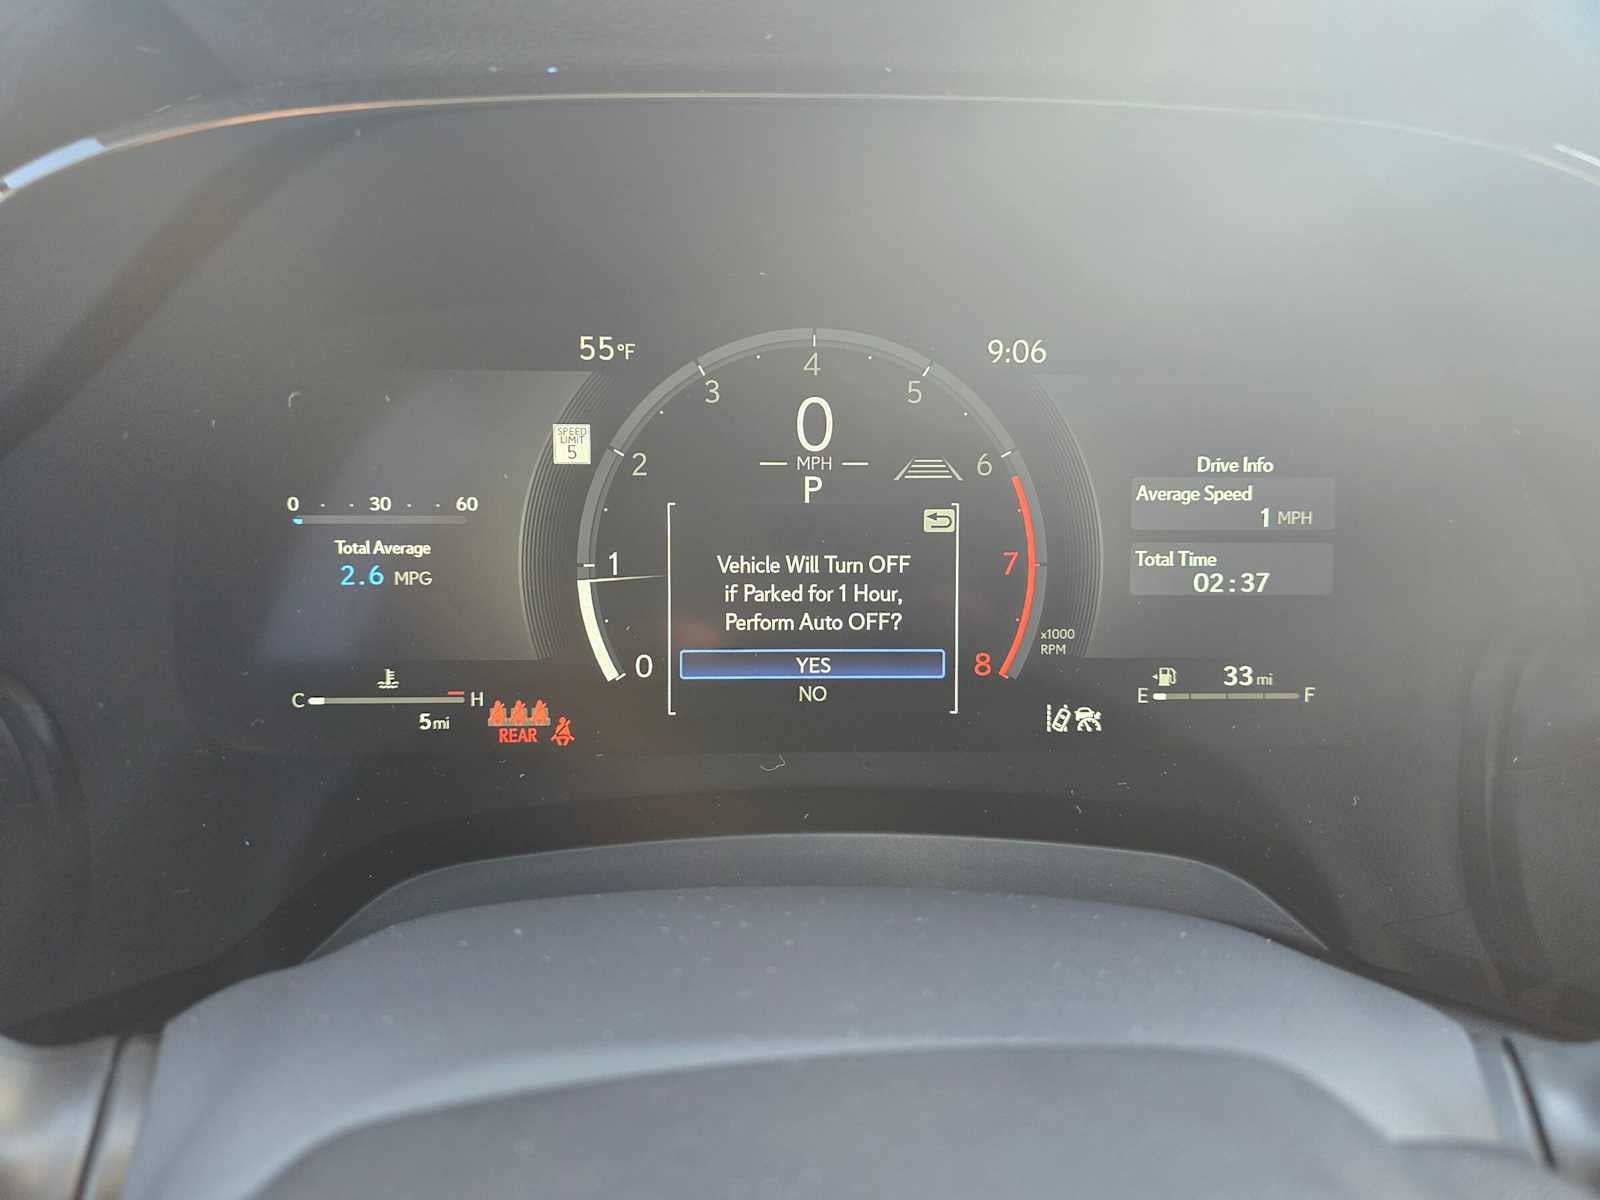 55°F
9:06
4
3
5
SPEED
LIMIT
5
0
2
6
MPH
P
Drive Info
Average Speed
1 MPH
0 30 60
Total Average
2.6 MPG
1
7
Vehicle Will Turn OFF
if Parked for 1 Hour,
Perform Auto OFF?
Total Time
02:37
x1000
RPM
0
YES
8
NO
33 mi
E F
C H
5 mi
REAR